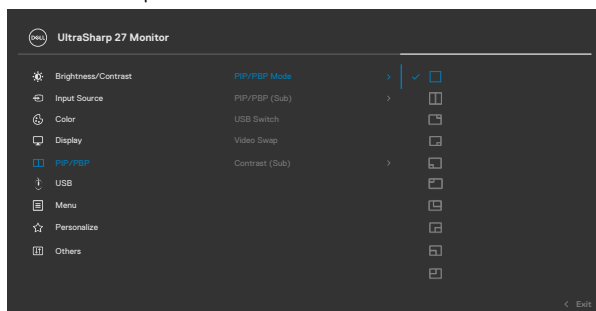 DELL UltraSharp 27 Monitor
Brightness/Contrast PIP/PBP Mode
Input Source PIP/PBP (Sub)
Color USB Switch
Display Video Swap
PIP/PBP Contrast (Sub)
USB
Menu
Personalize
Others
Exit